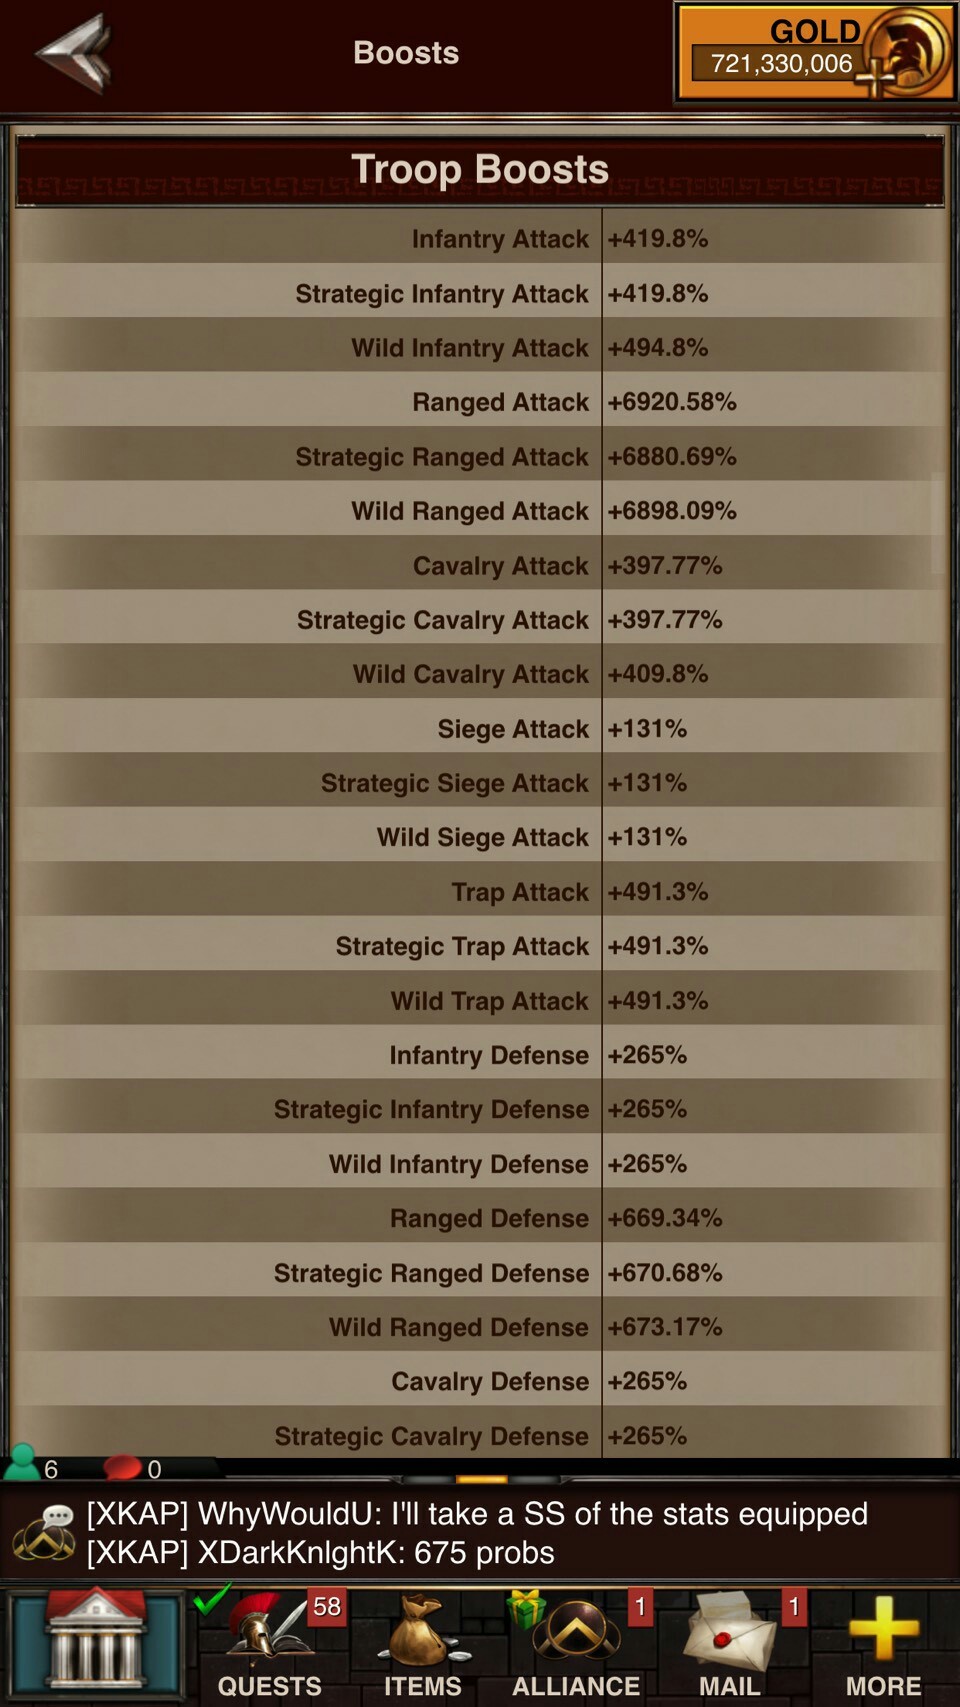 Boosts
GOLD
721,330,006
Troop Boosts
Infantry Attack +419.8%
Strategic Infantry Attack +419.8%
Wild Infantry Attack +494.8%
Ranged Attack +6920.58%
Strategic Ranged Attack +6880.69%
Wild Ranged Attack +6898.09%
Cavalry Attack +397.77%
Strategic Cavalry Attack +397.77%
Wild Cavalry Attack +409.8%
Siege Attack +131%
Strategic Siege Attack +131%
Wild Siege Attack +131%
Trap Attack +491.3%
Strategic Trap Attack +491.3%
Wild Trap Attack +491.3%
Infantry Defense +265%
Strategic Infantry Defense +265%
Wild Infantry Defense +265%
Ranged Defense +669.34%
Strategic Ranged Defense +670.68%
Wild Ranged Defense +673.17%
Cavalry Defense +265%
Strategic Cavalry Defense +265%
6 0
[XKAP] WhyWouldU: I'll take a SS of the stats equipped
[XKAP] XDarkKnIghtK: 675 probs
58 1 1
QUESTS ITEMS ALLIANCE MAIL MORE